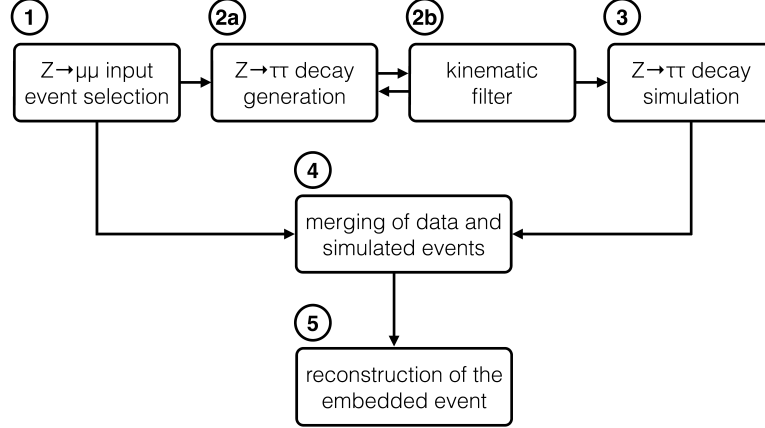 1
2a
2b
3
Z→μμ input
event selection
Z→ττ decay
generation
kinematic
filter
Z→ττ decay
simulation
4
merging of data and
simulated events
5
reconstruction of the
embedded event